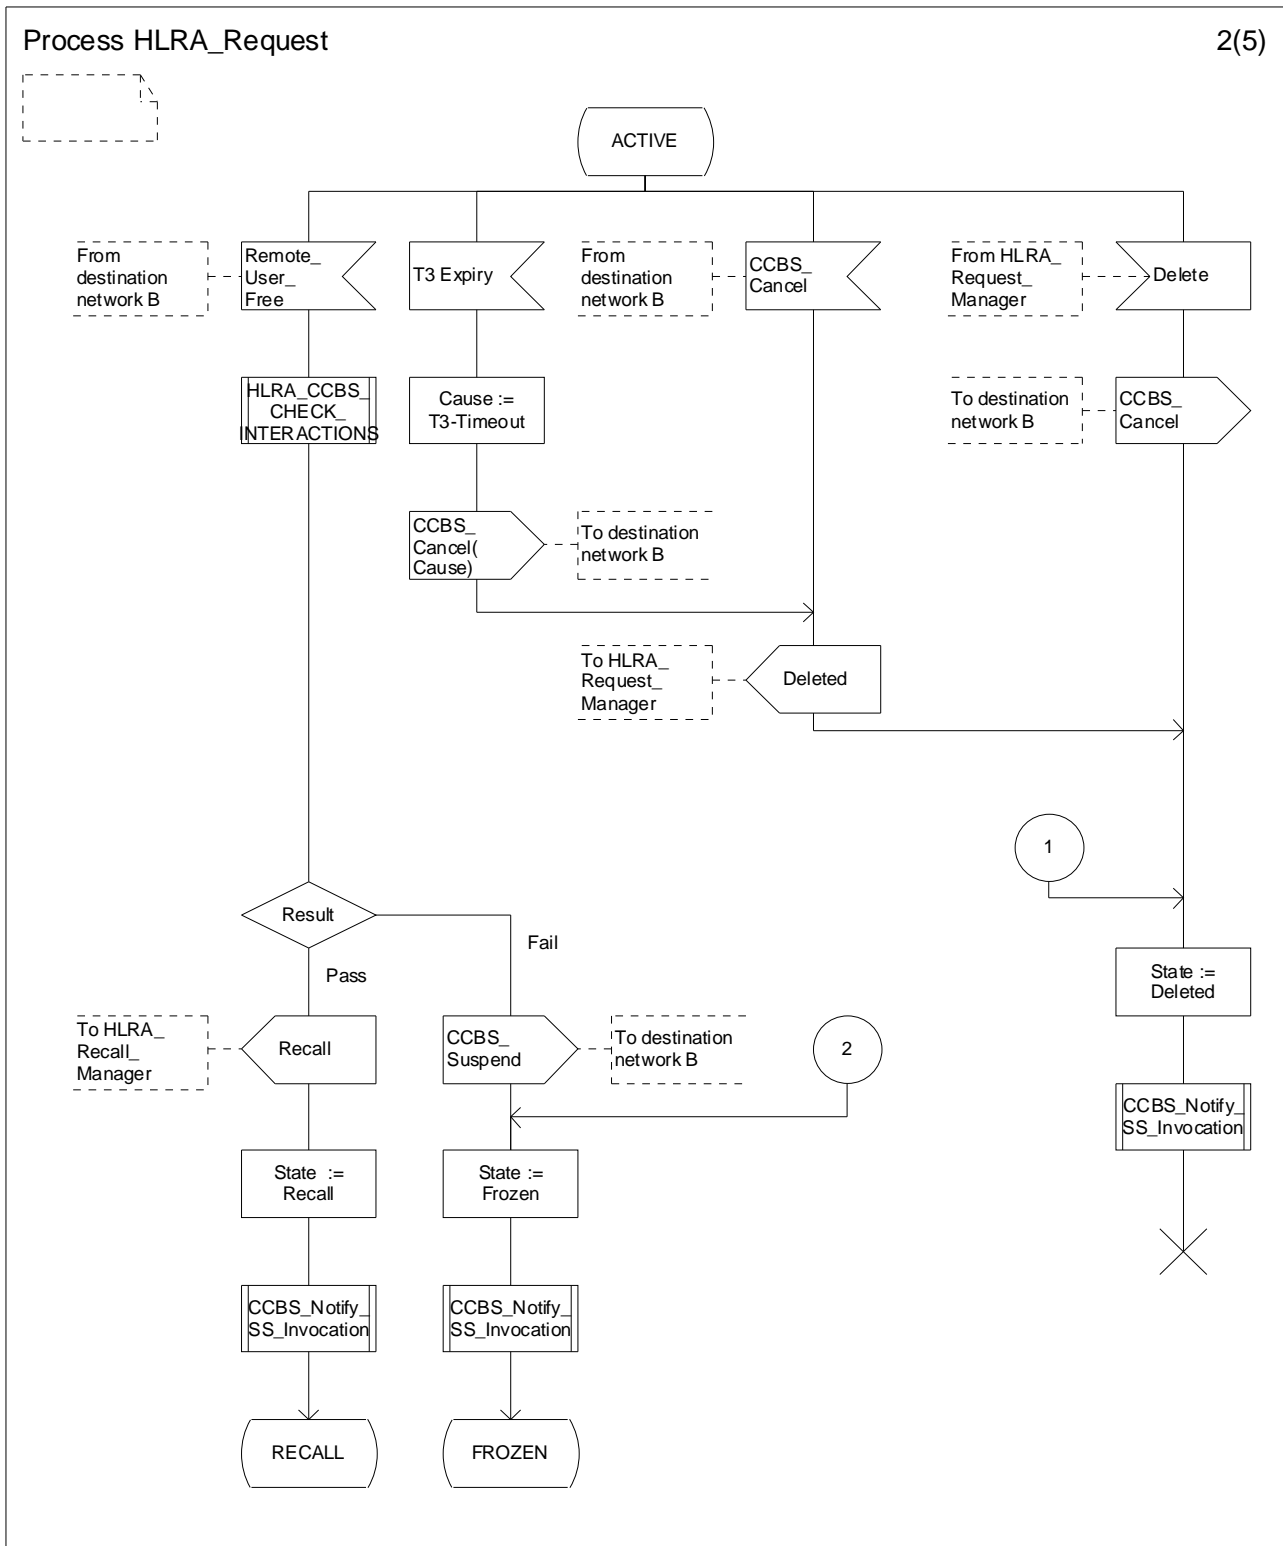 Process HLRA_Request
2(5)
ACTIVE
From
destination
network B
Remote_
User_
Free
T3 Expiry
From
destination
network B
CCBS_
Cancel
From HLRA_
Request_
Manager
Delete
HLRA_CCBS_
CHECK_
INTERACTIONS
Cause :=
T3-Timeout
To destination
network B
CCBS_
Cancel
CCBS_
Cancel(
Cause)
To destination
network B
To HLRA_
Request_
Manager
Deleted
1
Result
Fail
Pass
State :=
Deleted
To HLRA_
Recall_
Manager
Recall
CCBS_
Suspend
To destination
network B
2
CCBS_Notify_
SS_Invocation
State :=
Recall
State :=
Frozen
CCBS_Notify_
SS_Invocation
CCBS_Notify_
SS_Invocation
RECALL
FROZEN